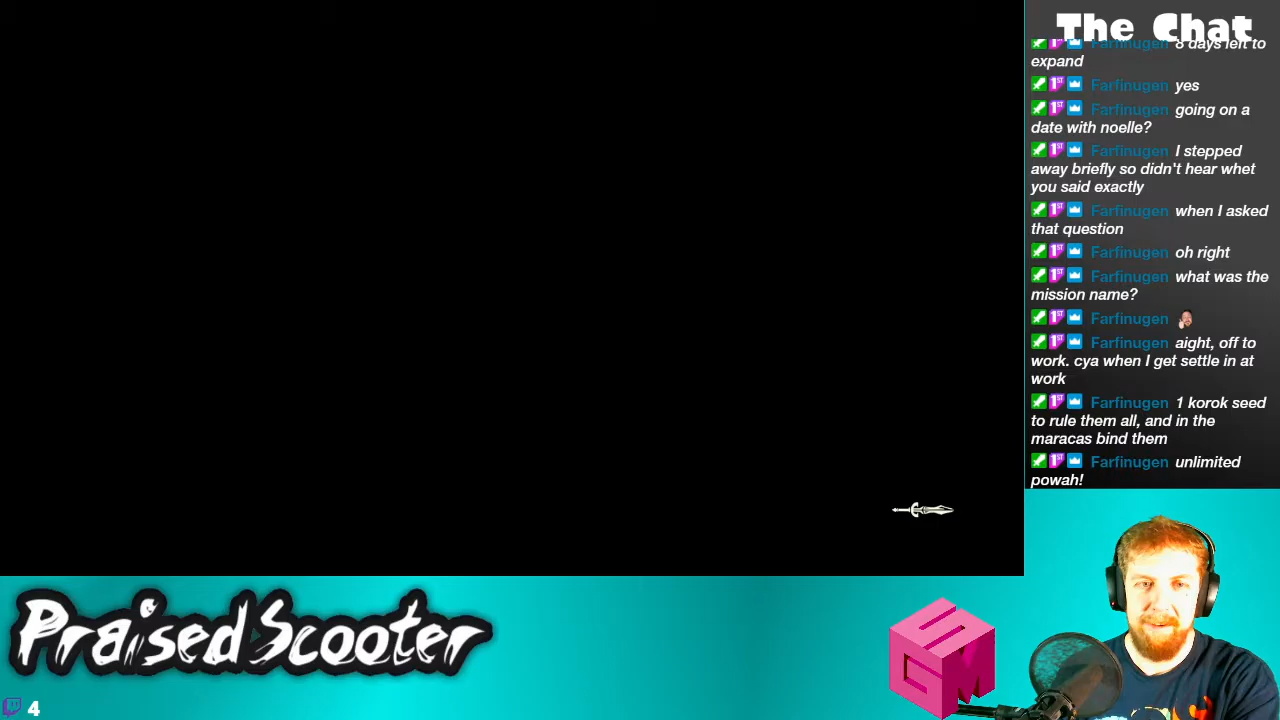 The Chat
Farfinugen 8 days left to
expand
Farfinugen yes
Farfinugen going on a
date with noelle?
Farfinugen I stepped
away briefly so didn't hear whet
you said exactly
Farfinugen when I asked
that question
Farfinugen oh right
Farfinugen what was the
mission name?
Farfinugen
Farfinugen aight, off to
work. cya when I get settle in at
work
Farfinugen 1 korok seed
to rule them all, and in the
maracas bind them
Farfinugen unlimited
powah!
PraisedScooter
SGM
4